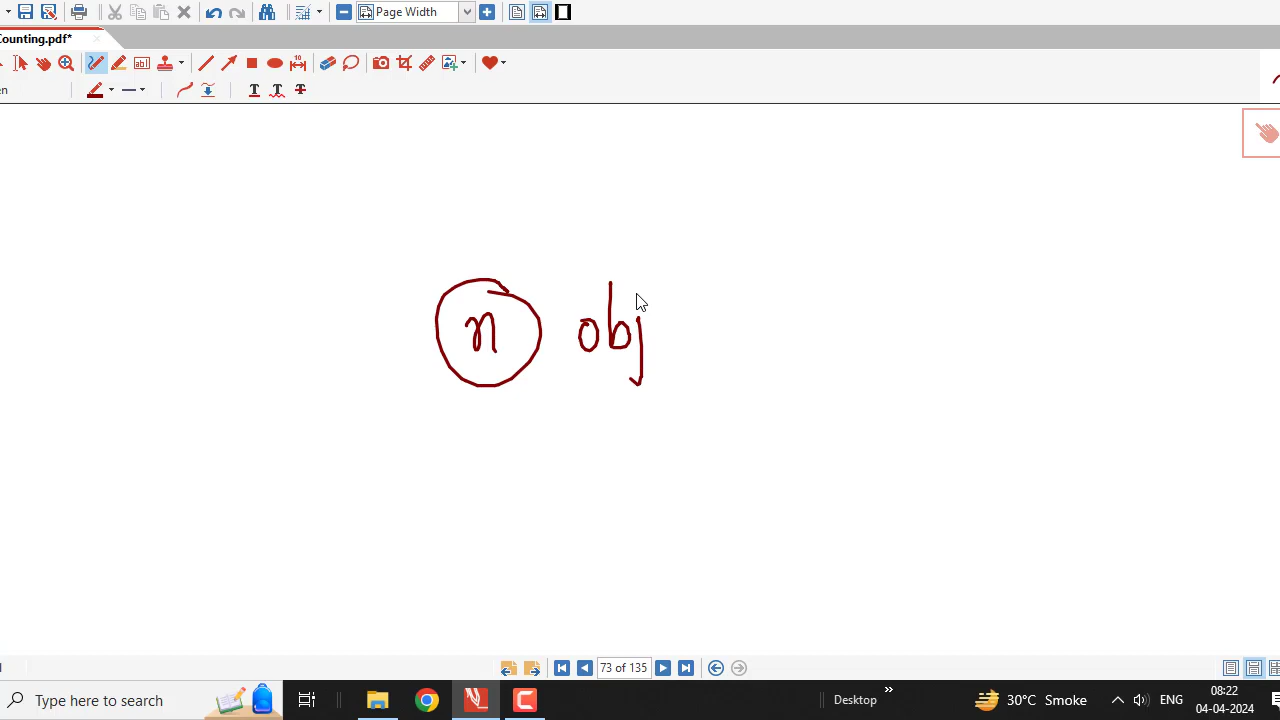 Page Width
Counting.pdf*
n obj
73 of 135
Type here to search
Desktop
30°C Smoke
ENG
08:22
04-04-2024